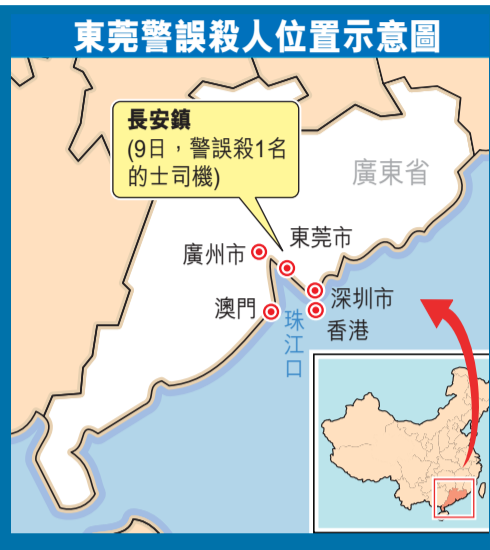 東莞警誤殺人位置示意圖
長安鎮
(9日，警誤殺1名
的士司機)
廣東省
東莞市
廣州市
澳門
深圳市
香港
珠江口